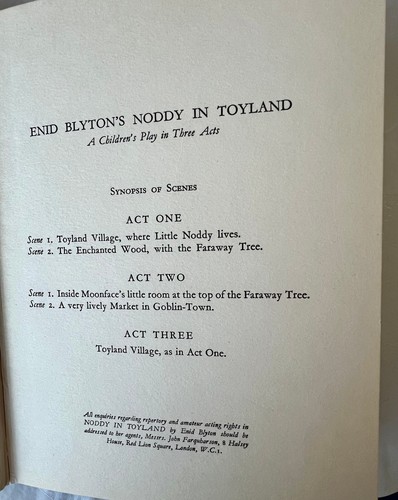 ENID BLYTON'S NODDY IN TOYLAND
A Children's Play in Three Acts
SYNOPSIS OF SCENES
ACT ONE
Scene 1. Toyland Village, where Little Noddy lives.
Scene 2. The Enchanted Wood, with the Faraway Tree.
ACT TWO
Scene 1. Inside Moonface's little room at the top of the Faraway Tree.
Scene 2. A very lively Market in Goblin-Town.
ACT THREE
Toyland Village, as in Act One.
All enquiries regarding repertory and amateur acting rights in
NODDY IN TOYLAND by Enid Blyton should be
addressed to her agents, Messrs. John Farquharson, 8 Halsey
House, Red Lion Square, London, W.C.1.